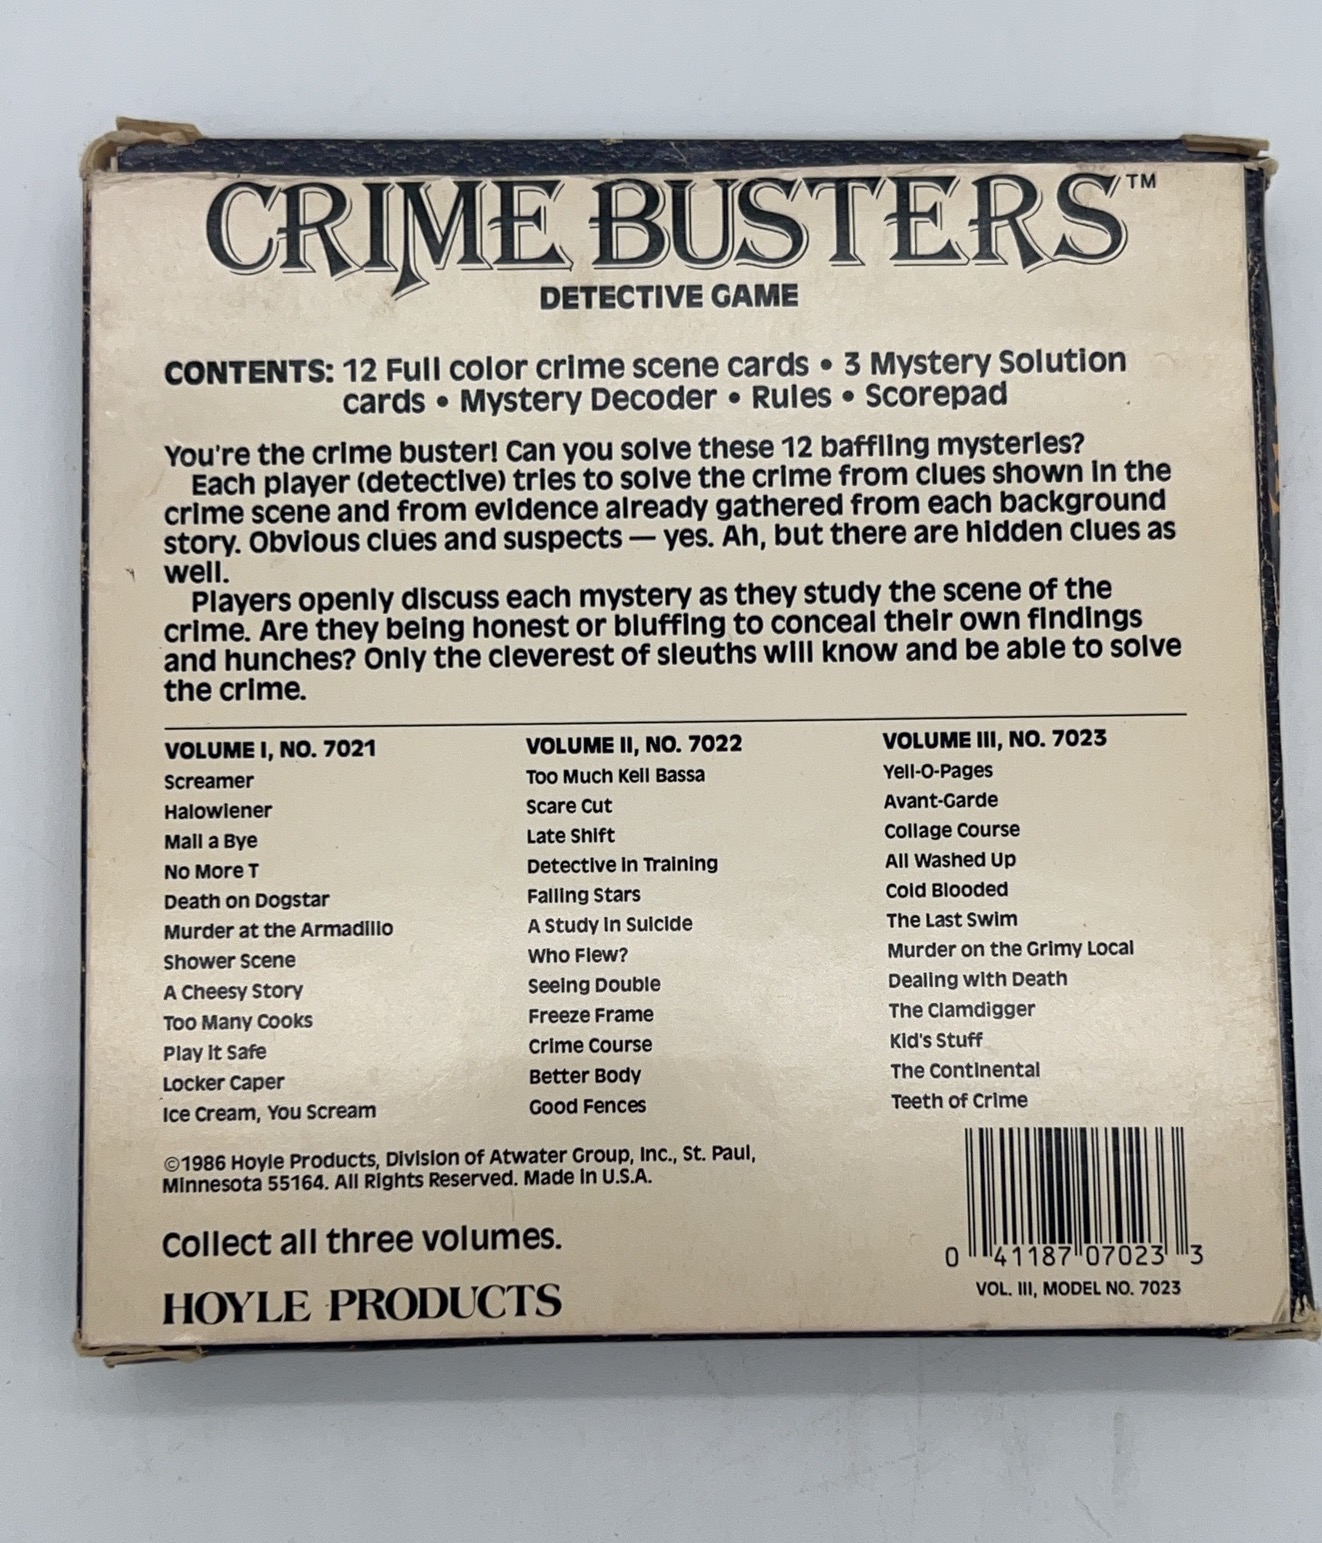 CRIME BUSTERS™
DETECTIVE GAME
CONTENTS: 12 Full color crime scene cards • 3 Mystery Solution
cards • Mystery Decoder • Rules • Scorepad
You're the crime buster! Can you solve these 12 baffling mysteries?
Each player (detective) tries to solve the crime from clues shown in the
crime scene and from evidence already gathered from each background
story. Obvious clues and suspects — yes. Ah, but there are hidden clues as
well.
Players openly discuss each mystery as they study the scene of the
crime. Are they being honest or bluffing to conceal their own findings
and hunches? Only the cleverest of sleuths will know and be able to solve
the crime.
VOLUME I, NO. 7021
Screamer
Halowiener
Mail a Bye
No More T
Death on Dogstar
Murder at the Armadillo
Shower Scene
A Cheesy Story
Too Many Cooks
Play it Safe
Locker Caper
Ice Cream, You Scream
VOLUME II, NO. 7022
Too Much Keil Bassa
Scare Cut
Late Shift
Detective in Training
Falling Stars
A Study in Suicide
Who Flew?
Seeing Double
Freeze Frame
Crime Course
Better Body
Good Fences
VOLUME III, NO. 7023
Yell-O-Pages
Avant-Garde
Collage Course
All Washed Up
Cold Blooded
The Last Swim
Murder on the Grimy Local
Dealing with Death
The Clamdigger
Kid's Stuff
The Continental
Teeth of Crime
©1986 Hoyle Products, Division of Atwater Group, Inc., St. Paul,
Minnesota 55164. All Rights Reserved. Made in U.S.A.
Collect all three volumes.
HOYLE PRODUCTS
0 41187 07023 3
VOL. III, MODEL NO. 7023